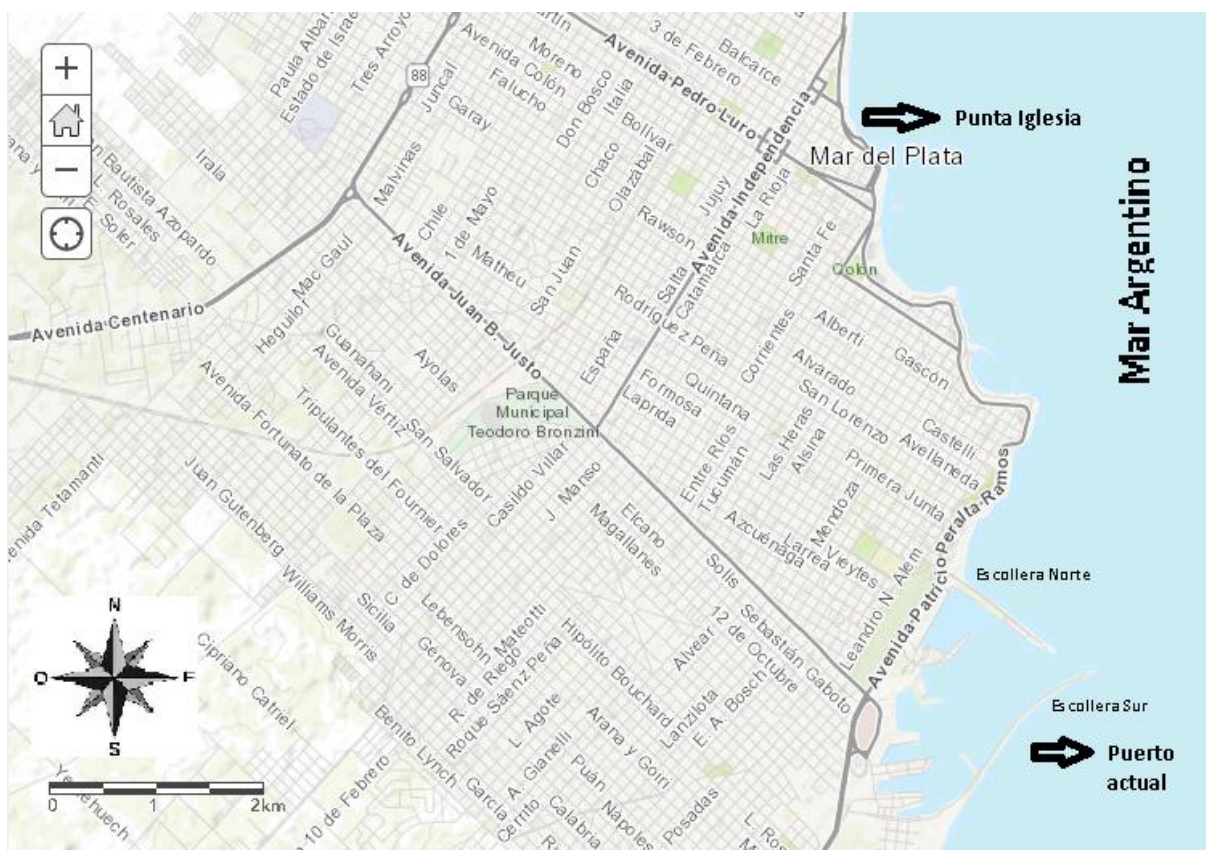 Martín
Paula Albar
Estado de Israel
Tres Arroyo
Moreno
Avenida Colón
Falucho
Avenida Pedro Luro
3 de Febrero
Balcarce
88
Juncal
Garay
Don Bosco
Italia
Bolívar
Chaco
Olazábal
Avenida Independencia
Punta Iglesia
Mar del Plata
Irala
Bautista Azopardo
L. Rosales
F. Soler
Malvinas
Chile
1 de Mayo
Matheu
San Juan
Rawson
Jujuy
La Rioja
Mitre
Santa Fe
Colón
Mar Argentino
Mac Gaul
Heguilor
Avenida Centenario
Avenida Juan B. Justo
Salta
Catamarca
Rodríguez Peña
España
Corrientes
Alberti
Gascón
Guanahani
Avenida Vértiz
Ayolas
Parque
Municipal
Teodoro Bronzini
Formosa
Laprida
Quintana
Alvarado
San Lorenzo
Castelli
Avellaneda
Avenida Fortunato de la Plaza
Tripulantes del Fournier
San Salvador
Casildo Villar
J. Manso
Entre Ríos
Tucumán
Las Heras
Alsina
Primera Junta
Avenida Patricio Peralta Ramos
enida Tetamanti
Juan Gutenberg
C. de Dolores
Magallanes
Elcano
Azcuénaga
Larrea
Mendoza
Vieytes
Leandro N. Alem
Escollera Norte
Williams Morris
Sicilia
Lebensohn
Génova
Mateotti
R. de Riego
Roque Sáenz Peña
Hipólito Bouchard
Solís
Alvear
12 de Octubre
Sebastián Gaboto
Escollera Sur
N
O
E
S
Cipriano Catriel
Benito Lynch
L. Agote
Arana y Goiri
Lanzilota
E. A. Bosch
Puerto
actual
0 1 2km
10 de Febrero
García
A. Gianelli
Cerrito
Puán
Calabria
Nápoles
Posadas